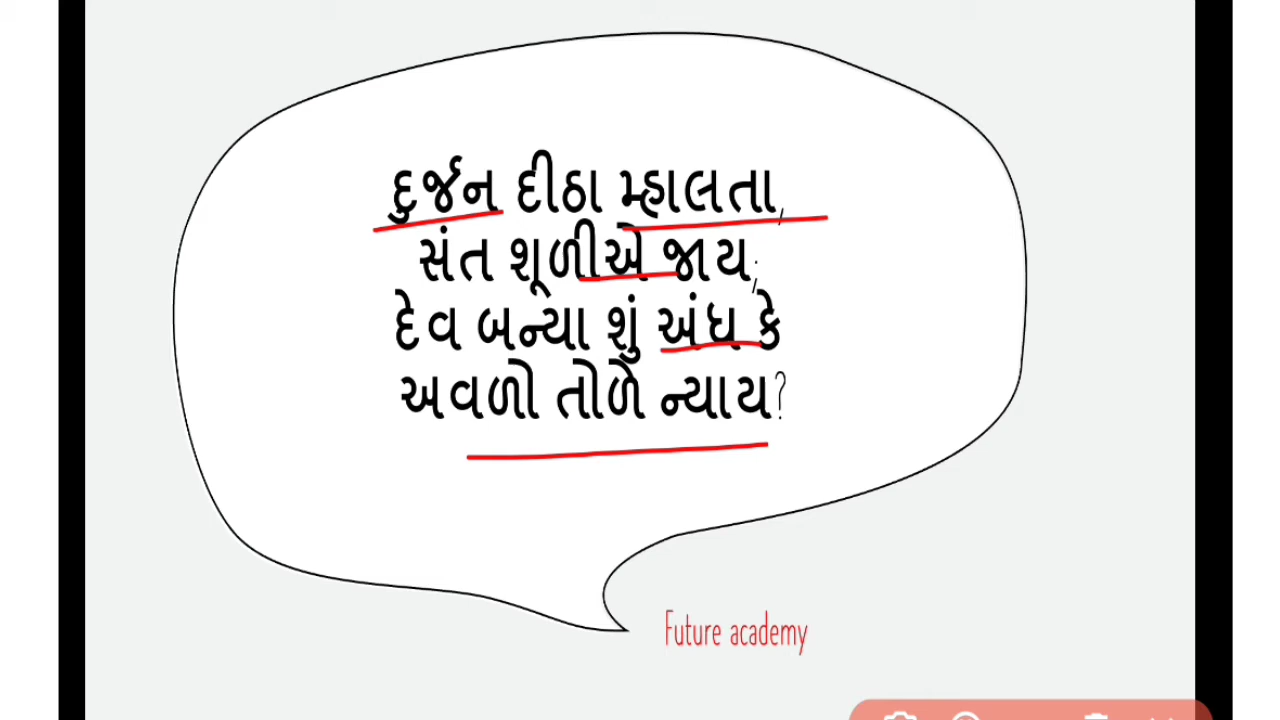 દુર્જન દીઠા મ્હાલતા,
સંત શૂળીએ જાય;
દેવ બન્યા શું અંધ કે
અવળો તોળે ન્યાય?
Future academy